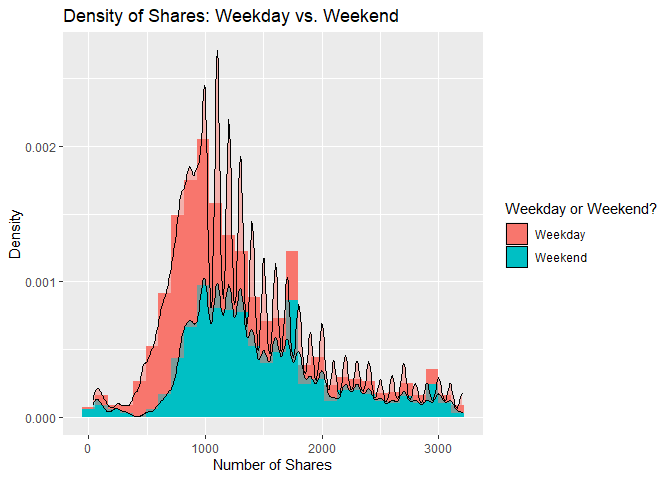 Density of Shares: Weekday vs. Weekend
Density
0.002
0.001
0.000
0
1000
2000
3000
Number of Shares
Weekday or Weekend?
Weekday
Weekend